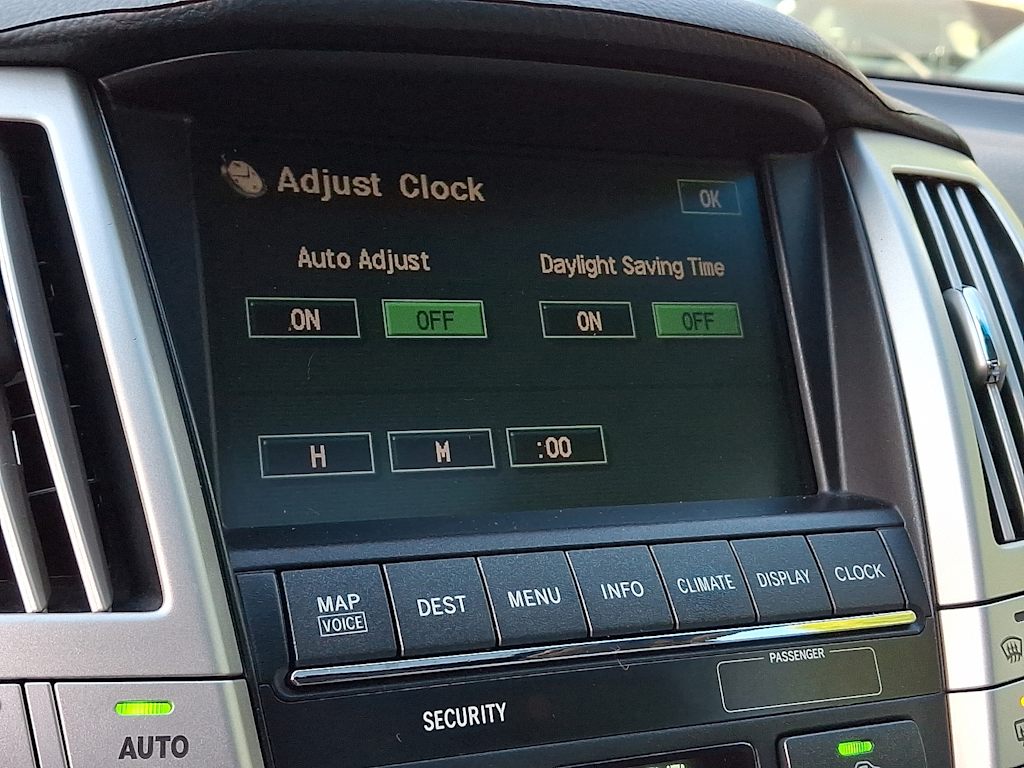 Adjust Clock
OK
Auto Adjust
Daylight Saving Time
ON OFF ON OFF
H M :00
MAP
VOICE
DEST MENU INFO CLIMATE DISPLAY CLOCK
PASSENGER
SECURITY
AUTO